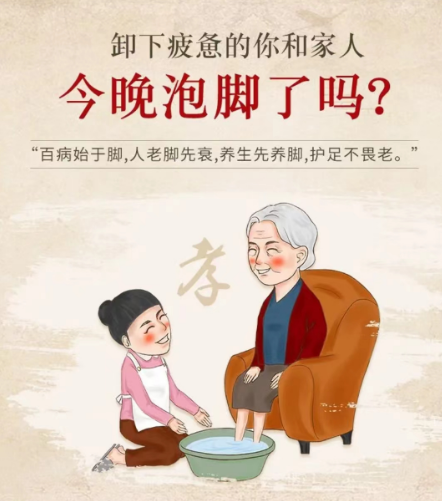 卸下疲惫的你和家人
今晚泡脚了吗?
“百病始于脚,人老脚先衰,养生先养脚,护足不畏老。”
孝